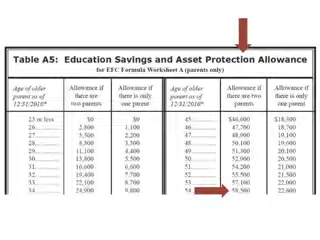 Table A5: Education Savings and Asset Protection Allowance
for EFC Formula Worksheet A (parents only)
Age of older parent as of 12/31/2010* Allowance if there are two parents Allowance if there is only one parent Age of older parent as of 12/31/2010* Allowance if there are two parents Allowance if there is only one parent
25 or less $0 $0 45 $46,600 $18,300
26 2,800 1,100 46 47,700 18,700
27 5,500 2,200 47 48,900 19,100
28 8,300 3,300 48 50,100 19,600
29 11,100 4,400 49 51,300 20,100
30 13,800 5,500 50 52,900 20,500
31 16,600 6,600 51 54,200 21,000
32 19,400 7,700 52 55,500 21,500
33 22,100 8,700 53 57,100 22,000
34 24,900 9,800 54 58,500 22,600